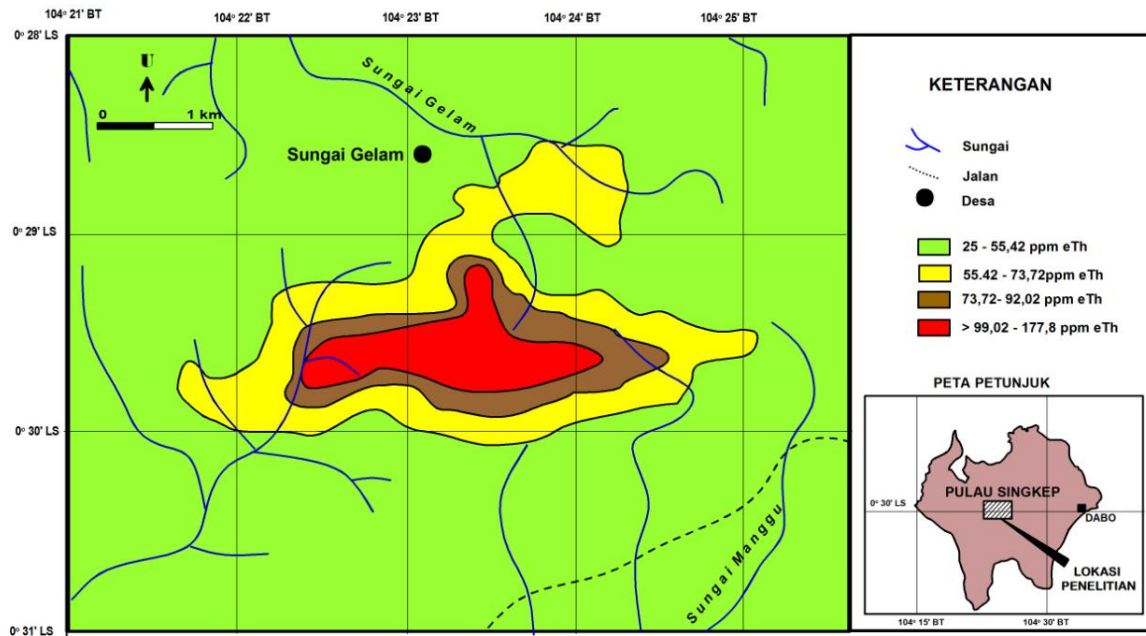 104° 21' BT
104° 22' BT
104° 23' BT
104° 24' BT
104° 25' BT
0° 28' LS
0° 29' LS
0° 30' LS
0° 31' LS
U
0 1 km
Sungai Gelam
Sungai Gelam
Sungai Manggu
KETERANGAN
Sungai
Jalan
Desa
25 - 55,42 ppm eTh
55.42 - 73,72ppm eTh
73,72- 92,02 ppm eTh
> 99,02 - 177,8 ppm eTh
PETA PETUNJUK
PULAU SINGKEP
0° 30' LS
DABO
LOKASI
PENELITIAN
104° 15' BT
104° 30' BT